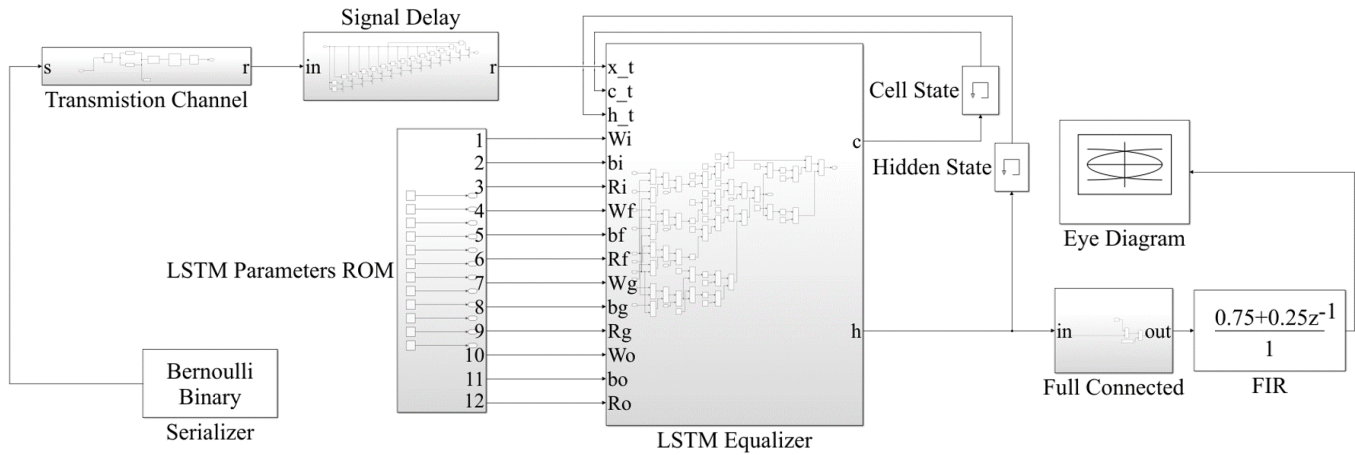 Signal Delay
s
r
Transmistion Channel
in
r
x_t
c_t
h_t
Wi
bi
Ri
Wf
bf
Rf
Wg
bg
Rg
Wo
bo
Ro
c
h
LSTM Equalizer
1
2
3
4
5
6
7
8
9
10
11
12
LSTM Parameters ROM
Bernoulli
Binary
Serializer
Cell State
Hidden State
Eye Diagram
in
out
Full Connected
0.75+0.25z-1
1
FIR